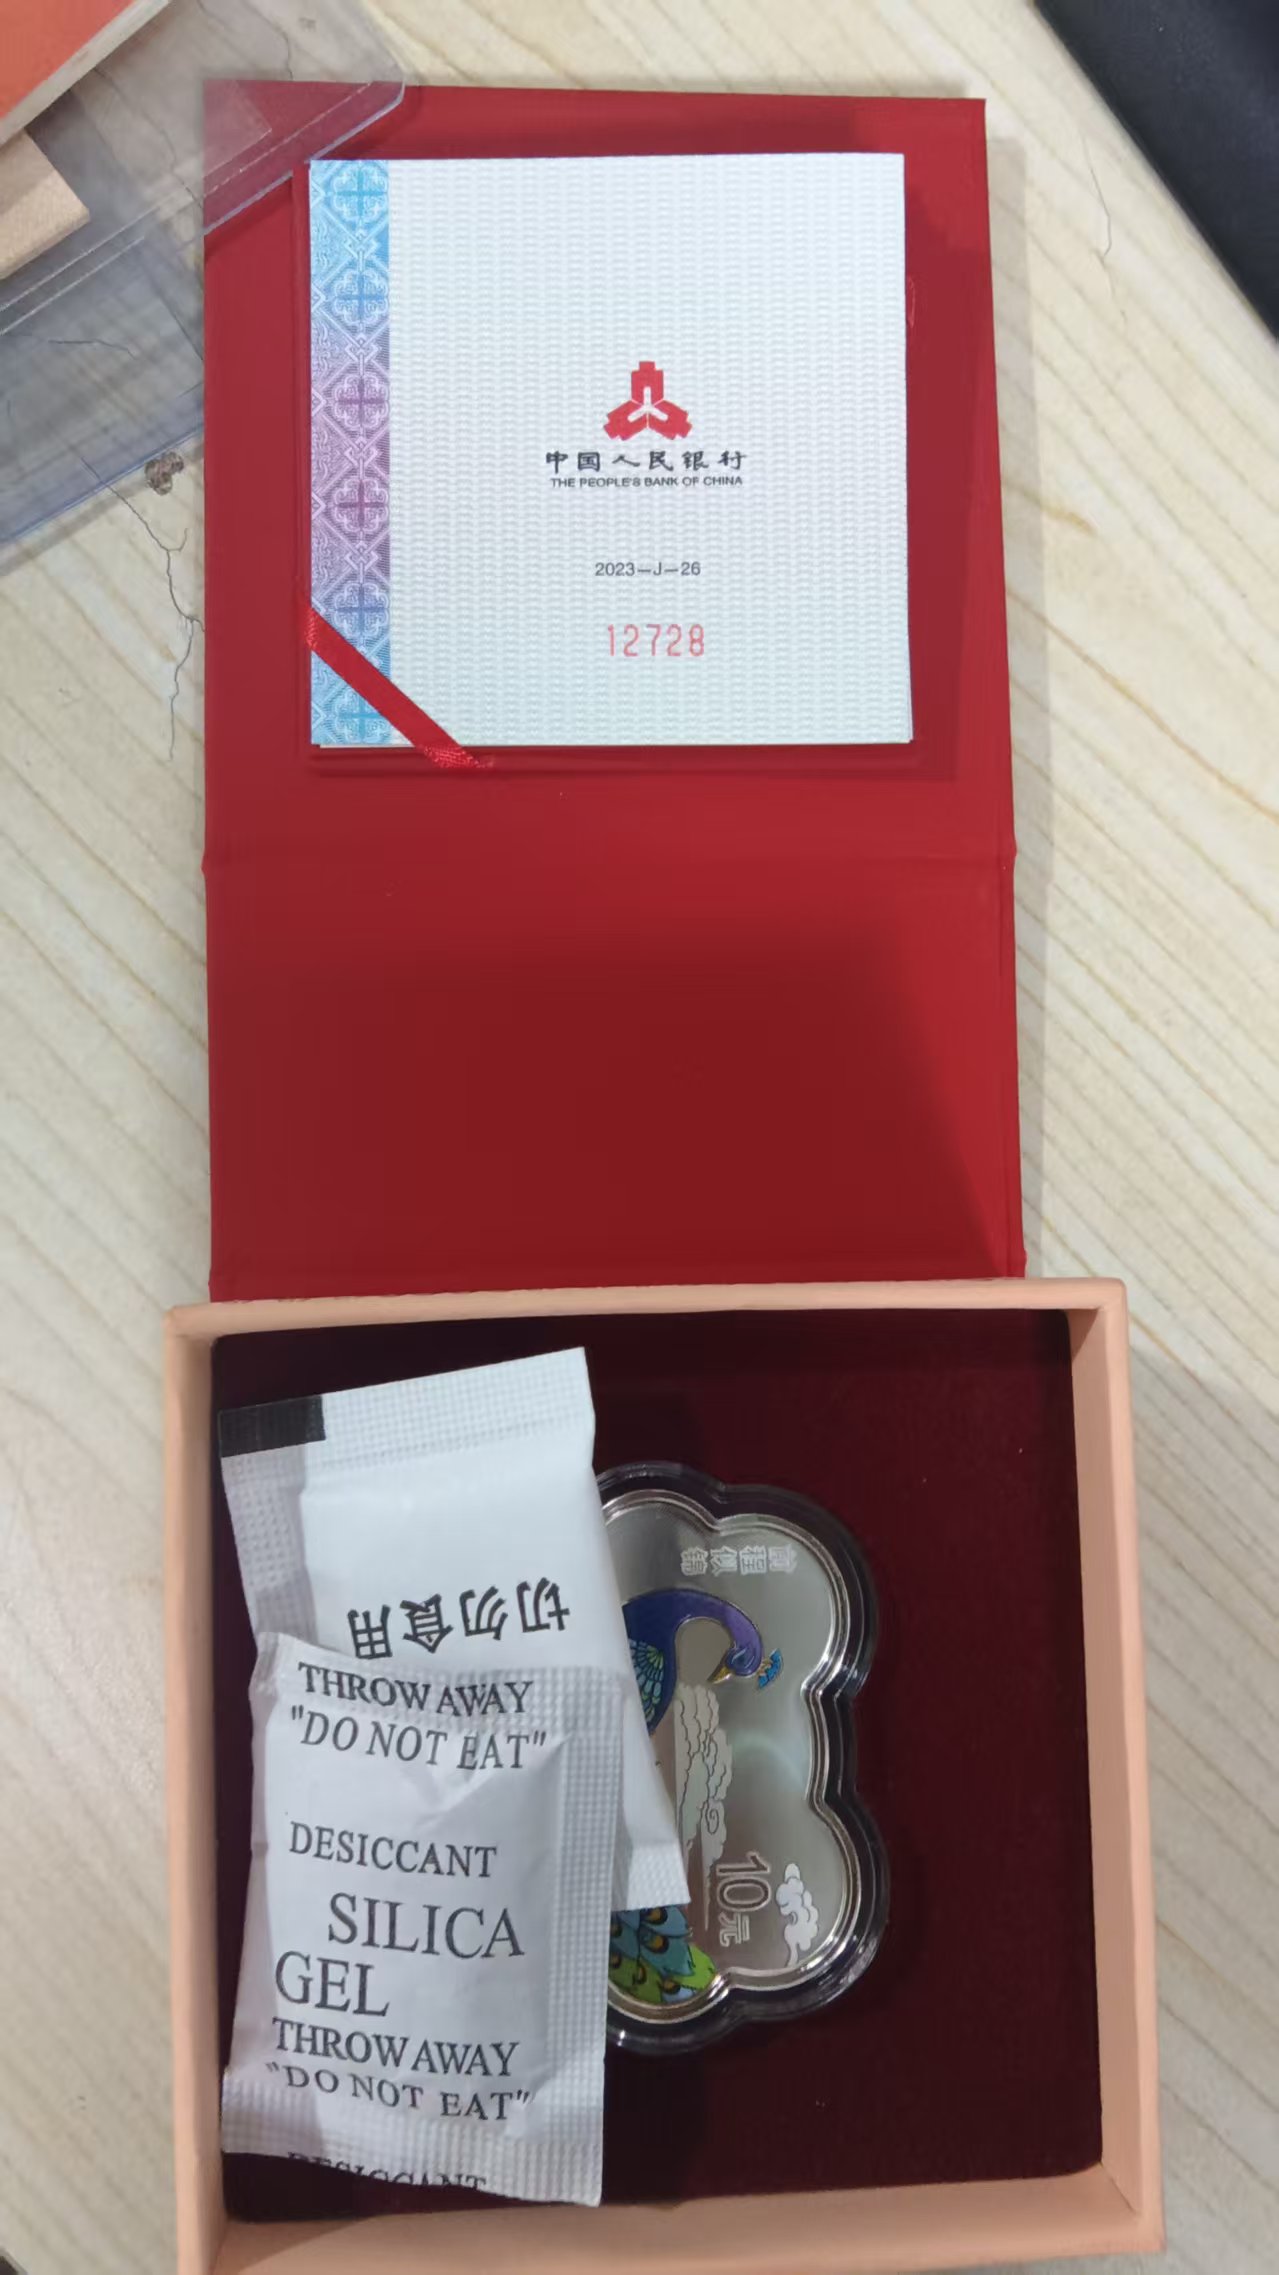 中国人民银行
THE PEOPLE'S BANK OF CHINA
2023—J—26
12728
前程似锦
10元
切勿食用
THROW AWAY
"DO NOT EAT"
DESICCANT
SILICA
GEL
THROW AWAY
"DO NOT EAT"
DESICCANT